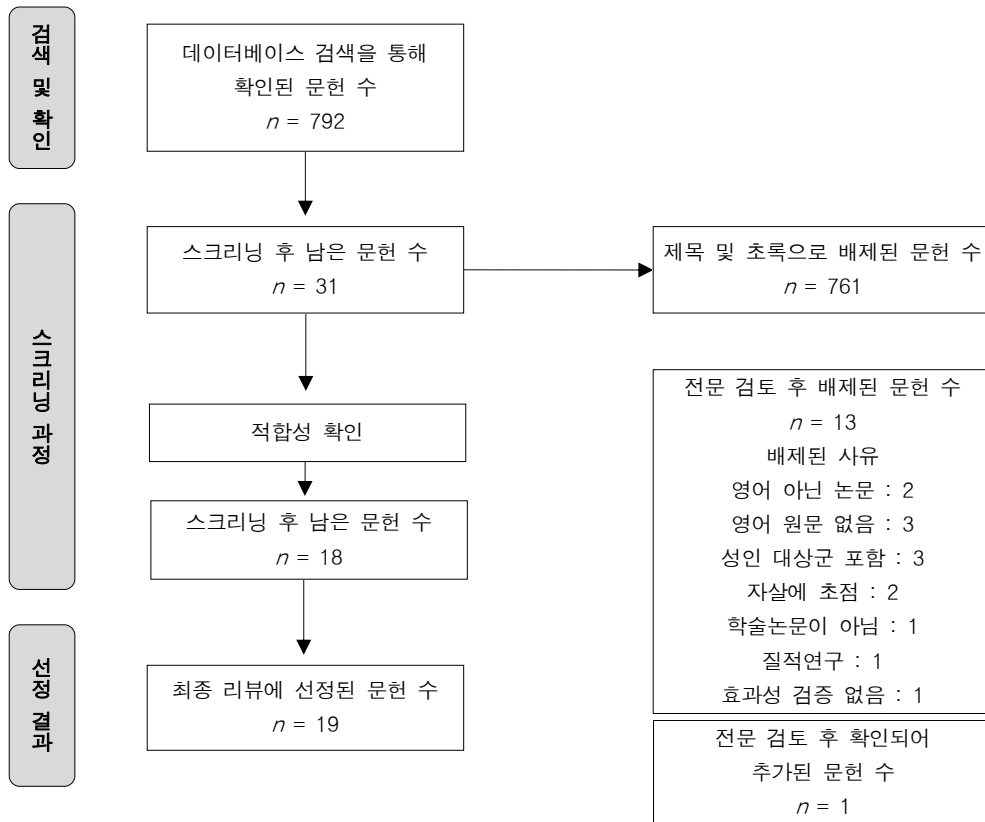 검색 및 확인
데이터베이스 검색을 통해
확인된 문헌 수
n = 792
스크리닝 과정
스크리닝 후 남은 문헌 수
n = 31
제목 및 초록으로 배제된 문헌 수
n = 761
적합성 확인
스크리닝 후 남은 문헌 수
n = 18
전문 검토 후 배제된 문헌 수
n = 13
배제된 사유
영어 아닌 논문 : 2
영어 원문 없음 : 3
성인 대상군 포함 : 3
자살에 초점 : 2
학술논문이 아님 : 1
질적연구 : 1
효과성 검증 없음 : 1
선정 결과
최종 리뷰에 선정된 문헌 수
n = 19
전문 검토 후 확인되어
추가된 문헌 수
n = 1